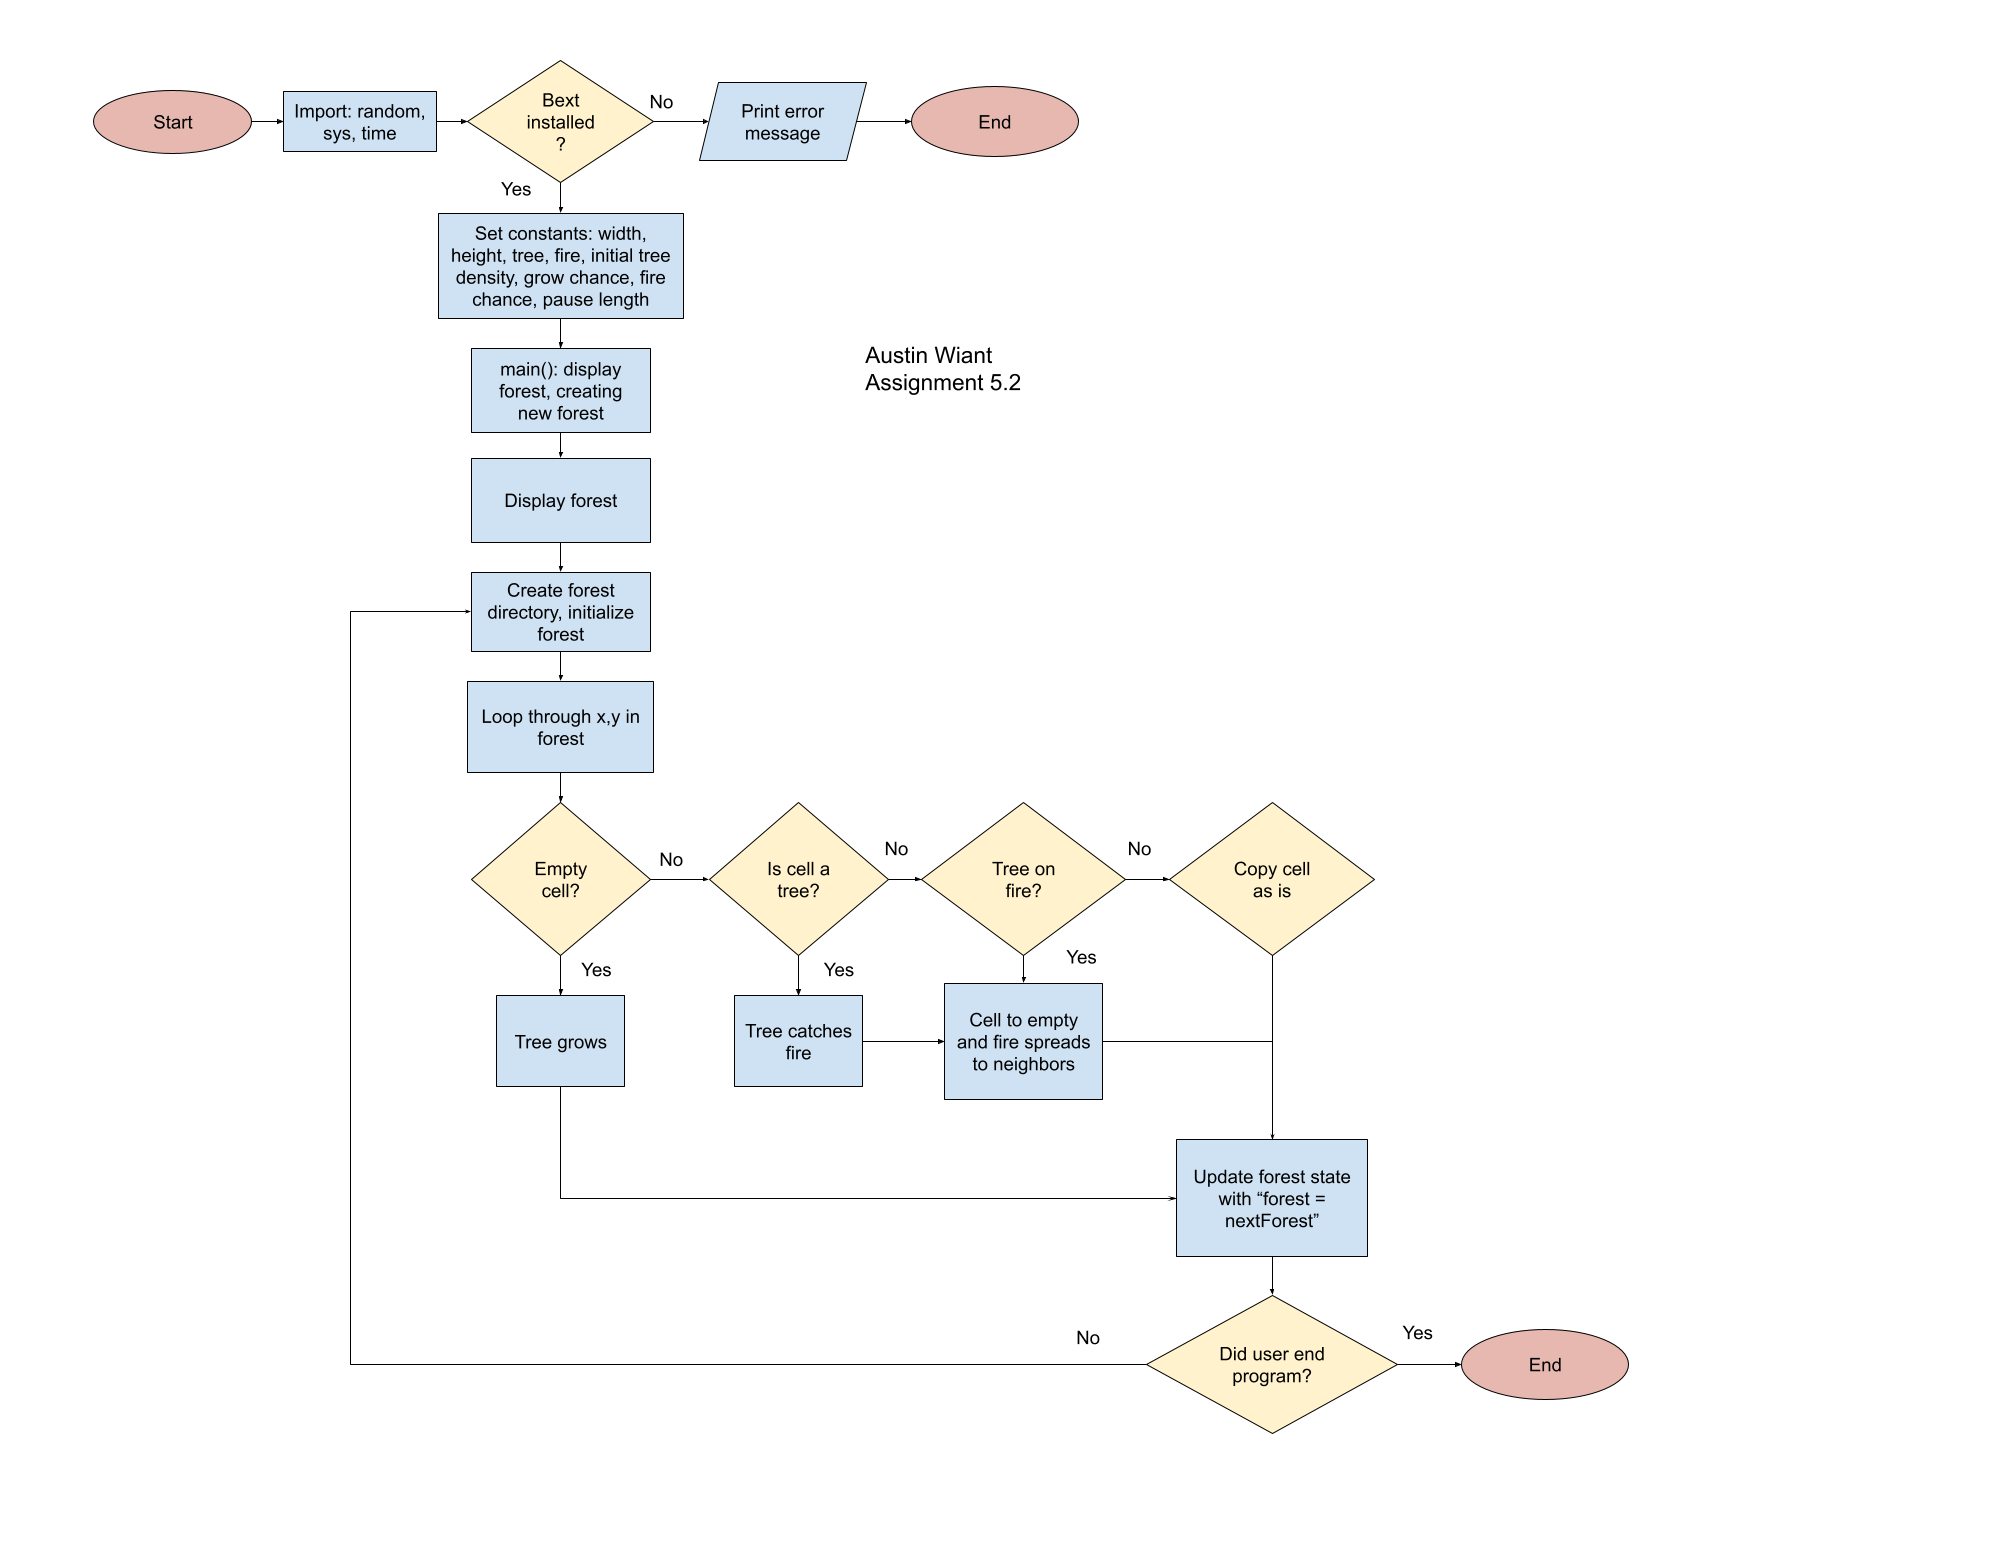 Start
Import: random,
sys, time
Bext
installed
?
No
Print error
message
End
Yes
Set constants: width,
height, tree, fire, initial tree
density, grow chance, fire
chance, pause length
main(): display
forest, creating
new forest
Austin Wiant
Assignment 5.2
Display forest
Create forest
directory, initialize
forest
Loop through x,y in
forest
Empty
cell?
No
Is cell a
tree?
No
Tree on
fire?
No
Copy cell
as is
Yes
Yes
Yes
Tree grows
Tree catches
fire
Cell to empty
and fire spreads
to neighbors
Update forest state
with “forest =
nextForest”
No
Did user end
program?
Yes
End